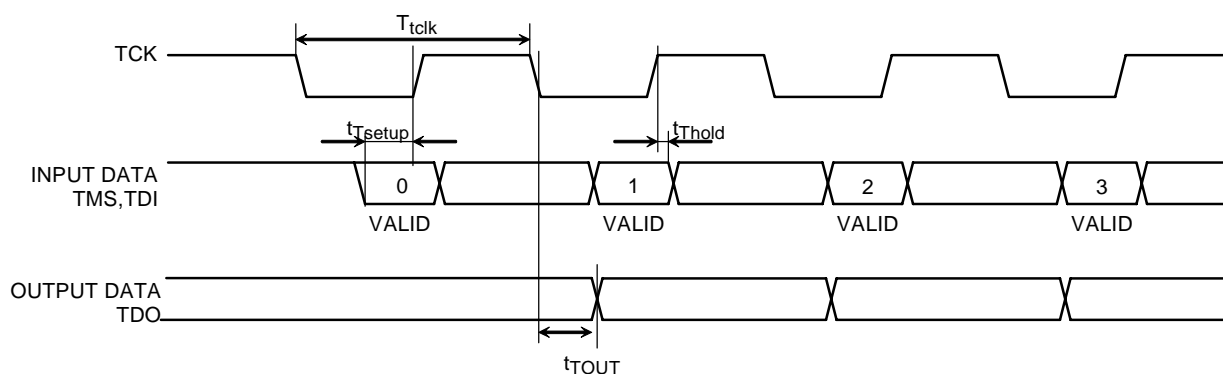 Ttclk
TCK
tTsetup
tThold
INPUT DATA
TMS,TDI
0
1
2
3
VALID
VALID
VALID
VALID
OUTPUT DATA
TDO
tTOUT